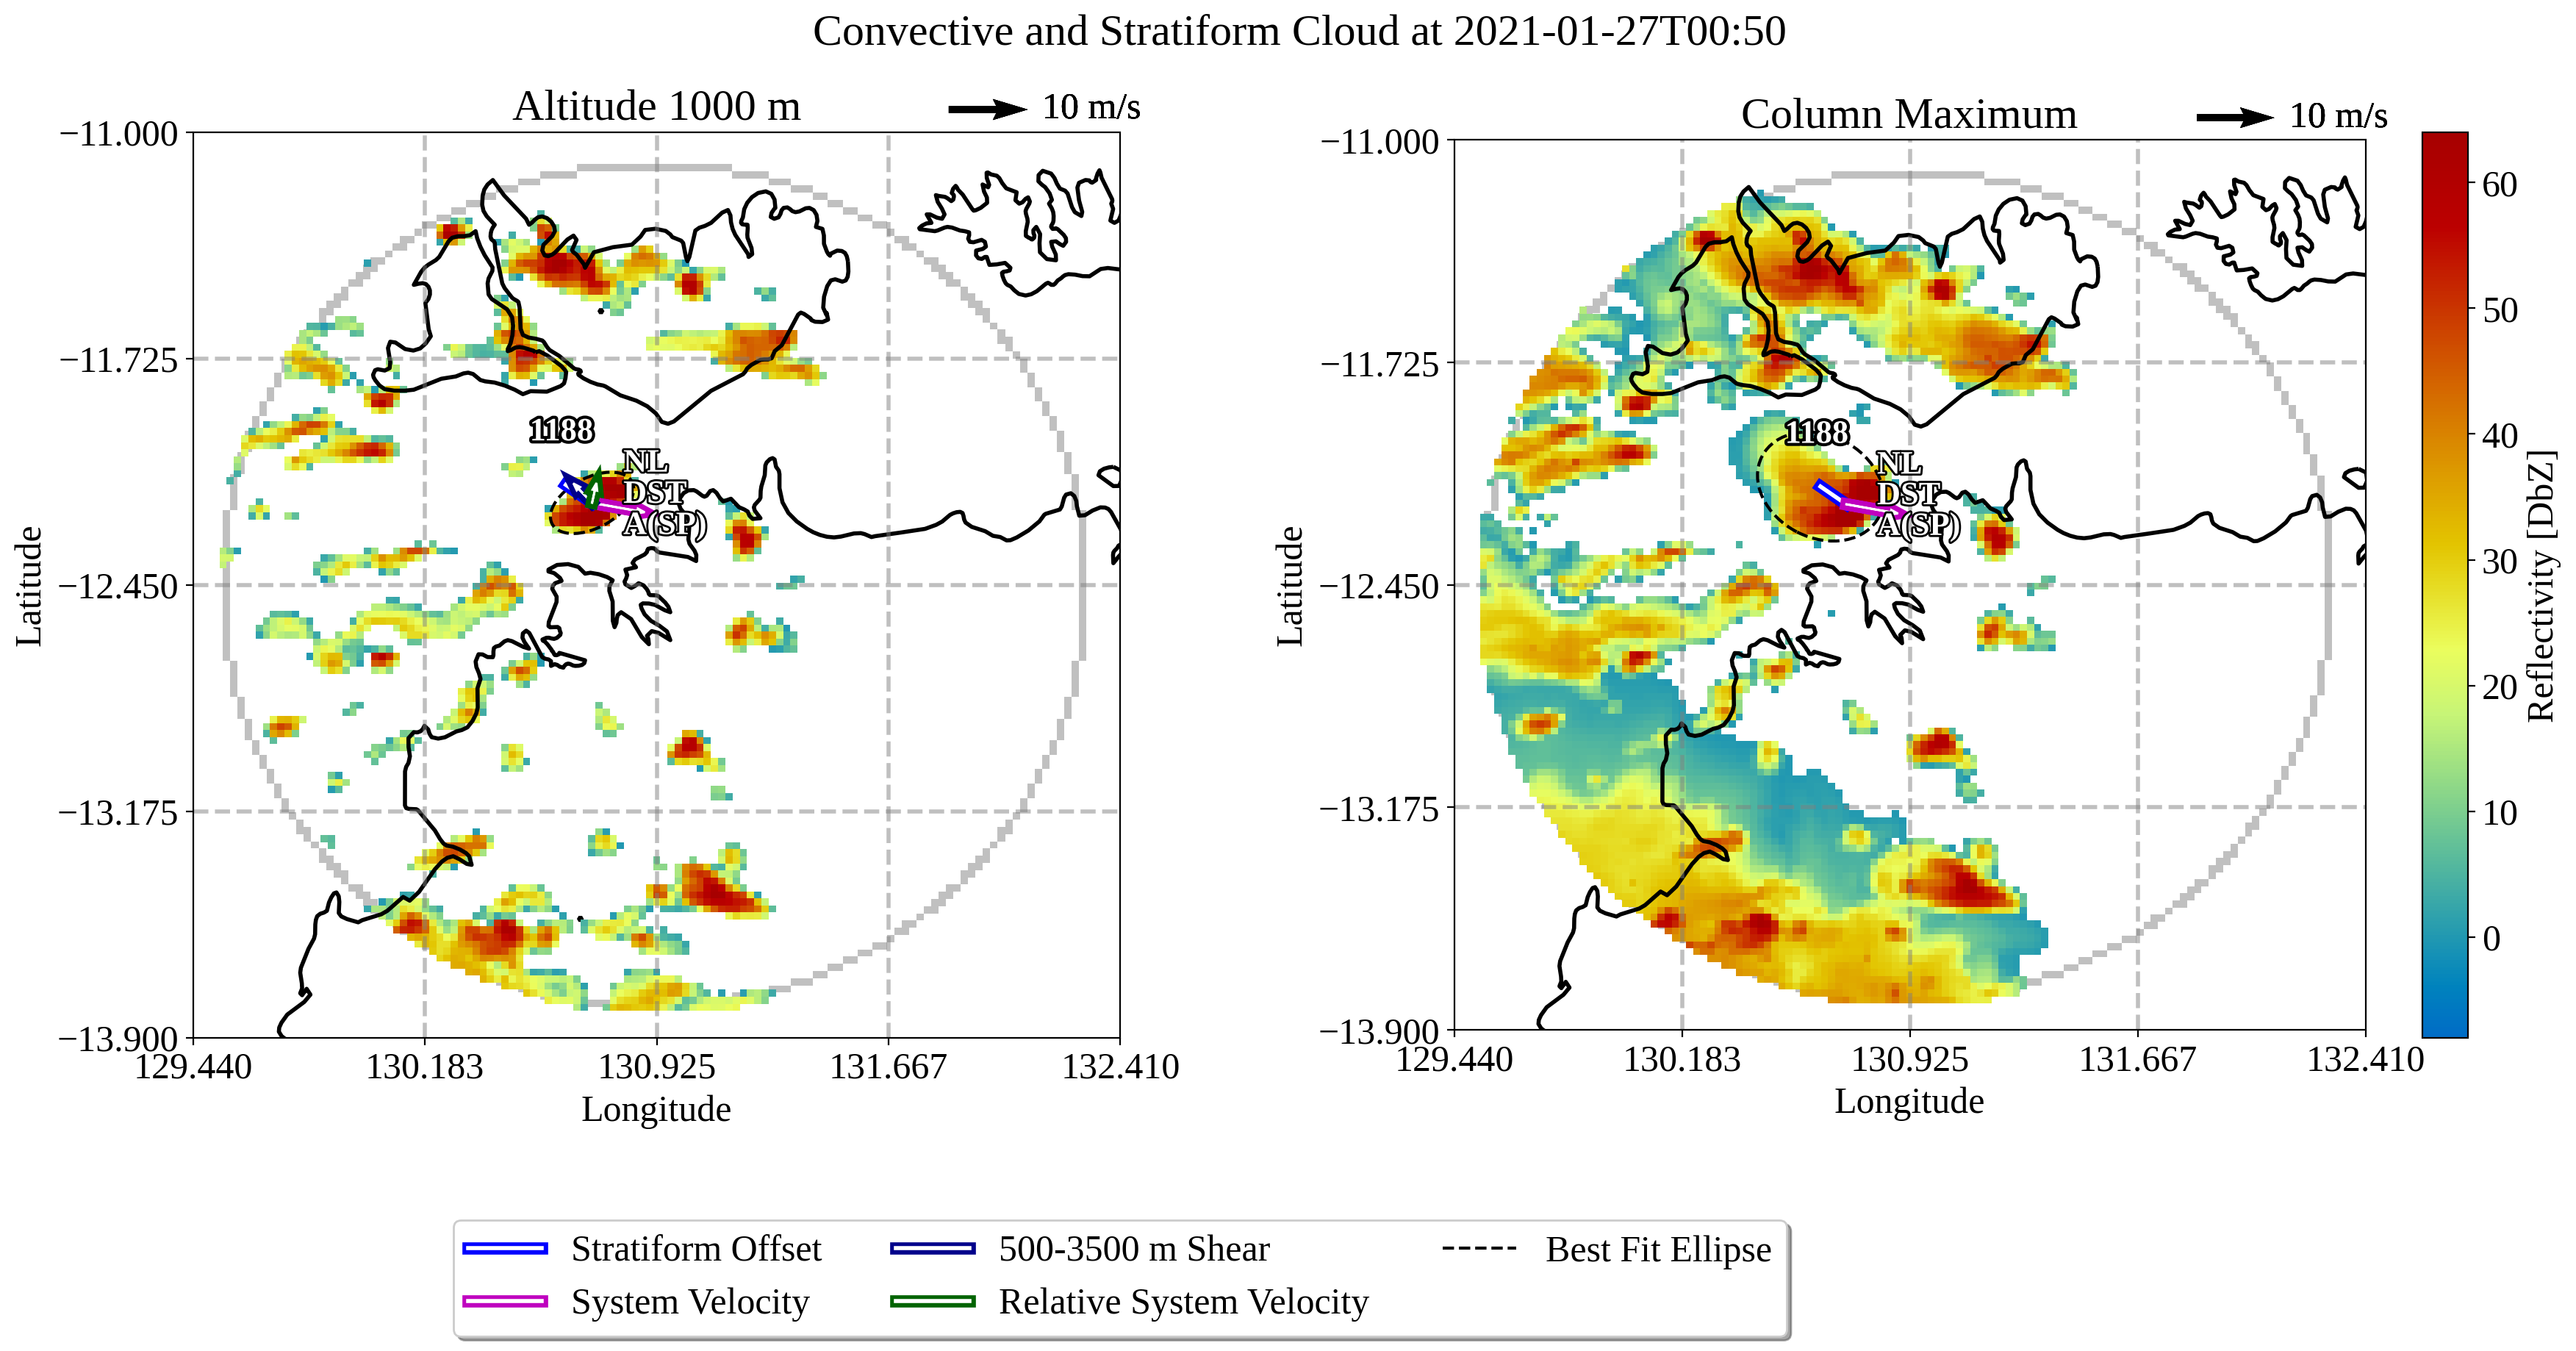 Convective and Stratiform Cloud at 2021-01-27T00:50
Altitude 1000 m
10 m/s
−11.000
−11.725
−12.450
−13.175
−13.900
129.440
130.183
130.925
131.667
132.410
Latitude
Longitude
1188
NL
DST
A(SP)
Column Maximum
10 m/s
−11.000
−11.725
−12.450
−13.175
−13.900
129.440
130.183
130.925
131.667
132.410
Latitude
Longitude
1188
NL
DST
A(SP)
60
50
40
30
20
10
0
Reflectivity [DbZ]
Stratiform Offset
System Velocity
500-3500 m Shear
Relative System Velocity
Best Fit Ellipse